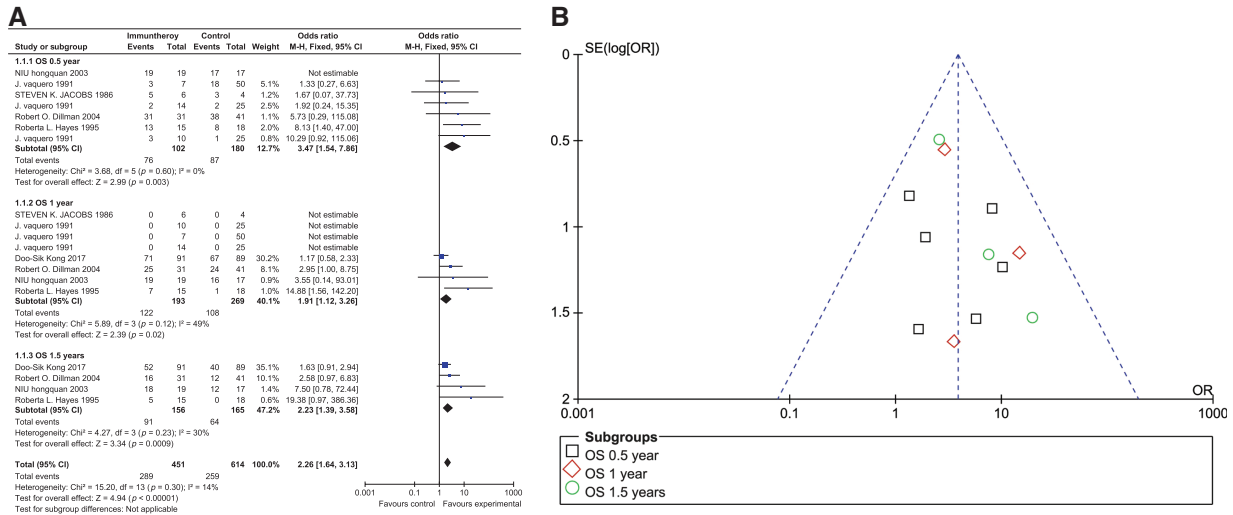 A
Immuntheroy Control Odds ratio Odds ratio
Study or subgroup Events Total Events Total Weight M-H, Fixed, 95% CI M-H, Fixed, 95% CI
1.1.1 OS 0.5 year
NIU hongquan 2003 19 19 17 17 Not estimable
J. vaquero 1991 3 7 18 50 5.1% 1.33 [0.27, 6.63]
STEVEN K. JACOBS 1986 5 6 3 4 1.2% 1.67 [0.07, 37.73]
J. vaquero 1991 2 14 2 25 2.5% 1.92 [0.24, 15.35]
Robert O. Dillman 2004 31 31 38 41 1.1% 5.73 [0.29, 115.08]
Roberta L. Hayes 1995 13 15 8 18 2.0% 8.13 [1.40, 47.00]
J. vaquero 1991 3 10 1 25 0.8% 10.29 [0.92, 115.06]
Subtotal (95% CI) 102 180 12.7% 3.47 [1.54, 7.86]
Total events 76 87
Heterogeneity: Chi² = 3.68, df = 5 (p = 0.60); I² = 0%
Test for overall effect: Z = 2.99 (p = 0.003)
1.1.2 OS 1 year
STEVEN K. JACOBS 1986 0 6 0 4 Not estimable
J. vaquero 1991 0 10 0 25 Not estimable
J. vaquero 1991 0 7 0 50 Not estimable
J. vaquero 1991 0 14 0 25 Not estimable
Doo-Sik Kong 2017 71 91 67 89 30.2% 1.17 [0.58, 2.33]
Robert O. Dillman 2004 25 31 24 41 8.1% 2.95 [1.00, 8.75]
NIU hongquan 2003 19 19 16 17 0.9% 3.55 [0.14, 93.01]
Roberta L. Hayes 1995 7 15 1 18 1.0% 14.88 [1.56, 142.20]
Subtotal (95% CI) 193 269 40.1% 1.91 [1.12, 3.26]
Total events 122 108
Heterogeneity: Chi² = 5.89, df = 3 (p = 0.12); I² = 49%
Test for overall effect: Z = 2.39 (p = 0.02)
1.1.3 OS 1.5 years
Doo-Sik Kong 2017 52 91 40 89 35.1% 1.63 [0.91, 2.94]
Robert O. Dillman 2004 16 31 12 41 10.1% 2.58 [0.97, 6.83]
NIU hongquan 2003 18 19 12 17 1.4% 7.50 [0.78, 72.44]
Roberta L. Hayes 1995 5 15 0 18 0.6% 19.38 [0.97, 386.36]
Subtotal (95% CI) 156 165 47.2% 2.23 [1.39, 3.58]
Total events 91 64
Heterogeneity: Chi² = 4.27, df = 3 (p = 0.23); I² = 30%
Test for overall effect: Z = 3.34 (p = 0.0009)
Total (95% CI) 451 614 100.0% 2.26 [1.64, 3.13]
Total events 289 259
Heterogeneity: Chi² = 15.20, df = 13 (p = 0.30); I² = 14%
Test for overall effect: Z = 4.94 (p < 0.00001)
Test for subgroup differences: Not applicable
0.001 0.1 1 10 1000
Favours control Favours experimental
B
SE(log[OR])
0
0.5
1
1.5
2
OR
0.001 0.1 1 10 1000
Subgroups
OS 0.5 year
OS 1 year
OS 1.5 years